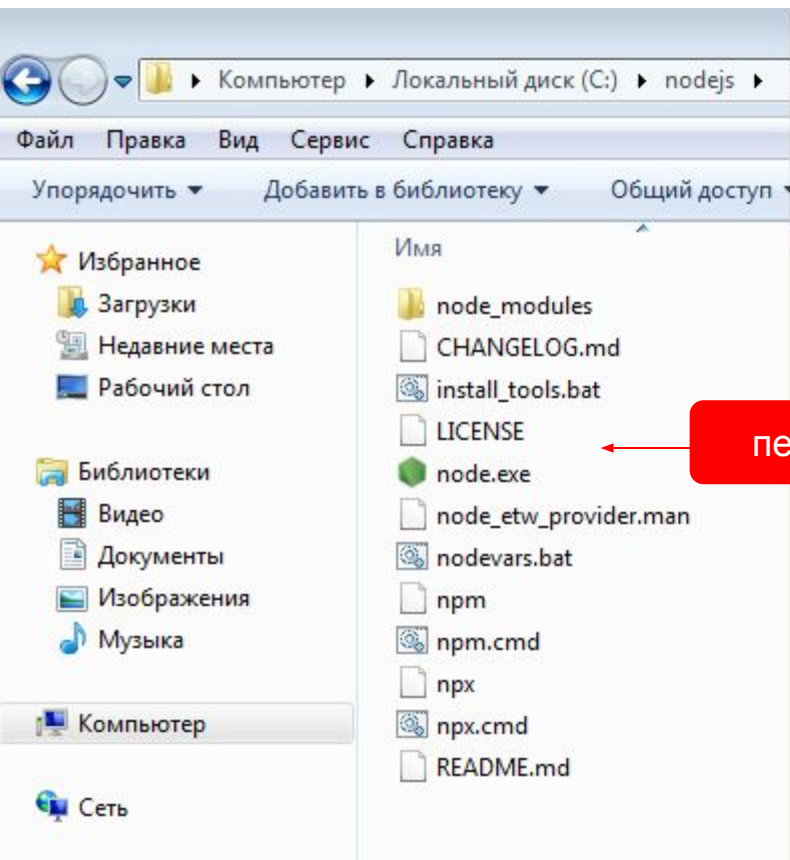 Компьютер Локальный диск (C:) nodejs
Файл Правка Вид Сервис Справка
Упорядочить Добавить в библиотеку Общий доступ
Имя
Избранное
Загрузки
Недавние места
Рабочий стол
Библиотеки
Видео
Документы
Изображения
Музыка
Компьютер
Сеть
node_modules
CHANGELOG.md
install_tools.bat
LICENSE
node.exe
node_etw_provider.man
nodevars.bat
npm
npm.cmd
npx
npx.cmd
README.md